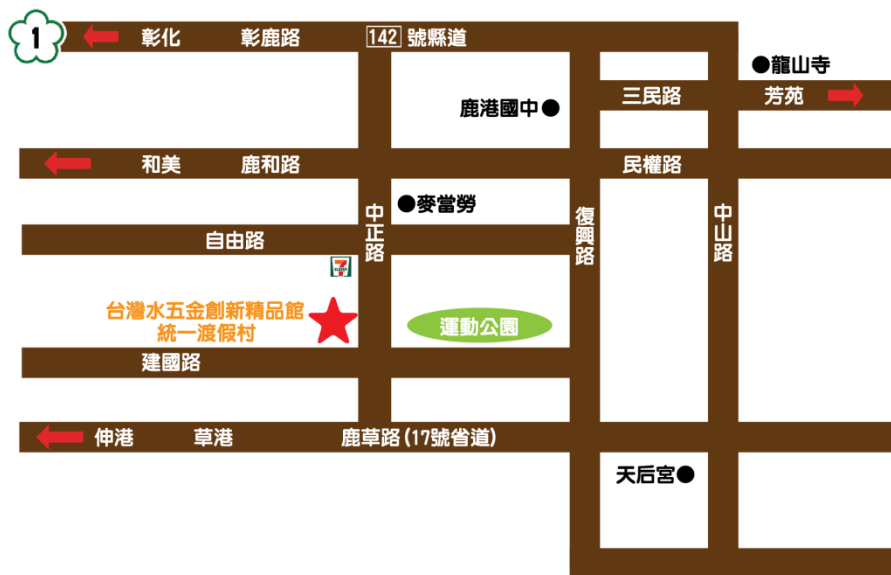 1
彰化 彰鹿路 142 號縣道
龍山寺
三民路 芳苑
鹿港國中
和美 鹿和路 民權路
麥當勞
中正路
復興路
中山路
自由路
7
ELEVEn
台灣水五金創新精品館
統一渡假村
運動公園
建國路
伸港 草港 鹿草路(17號省道)
天后宮